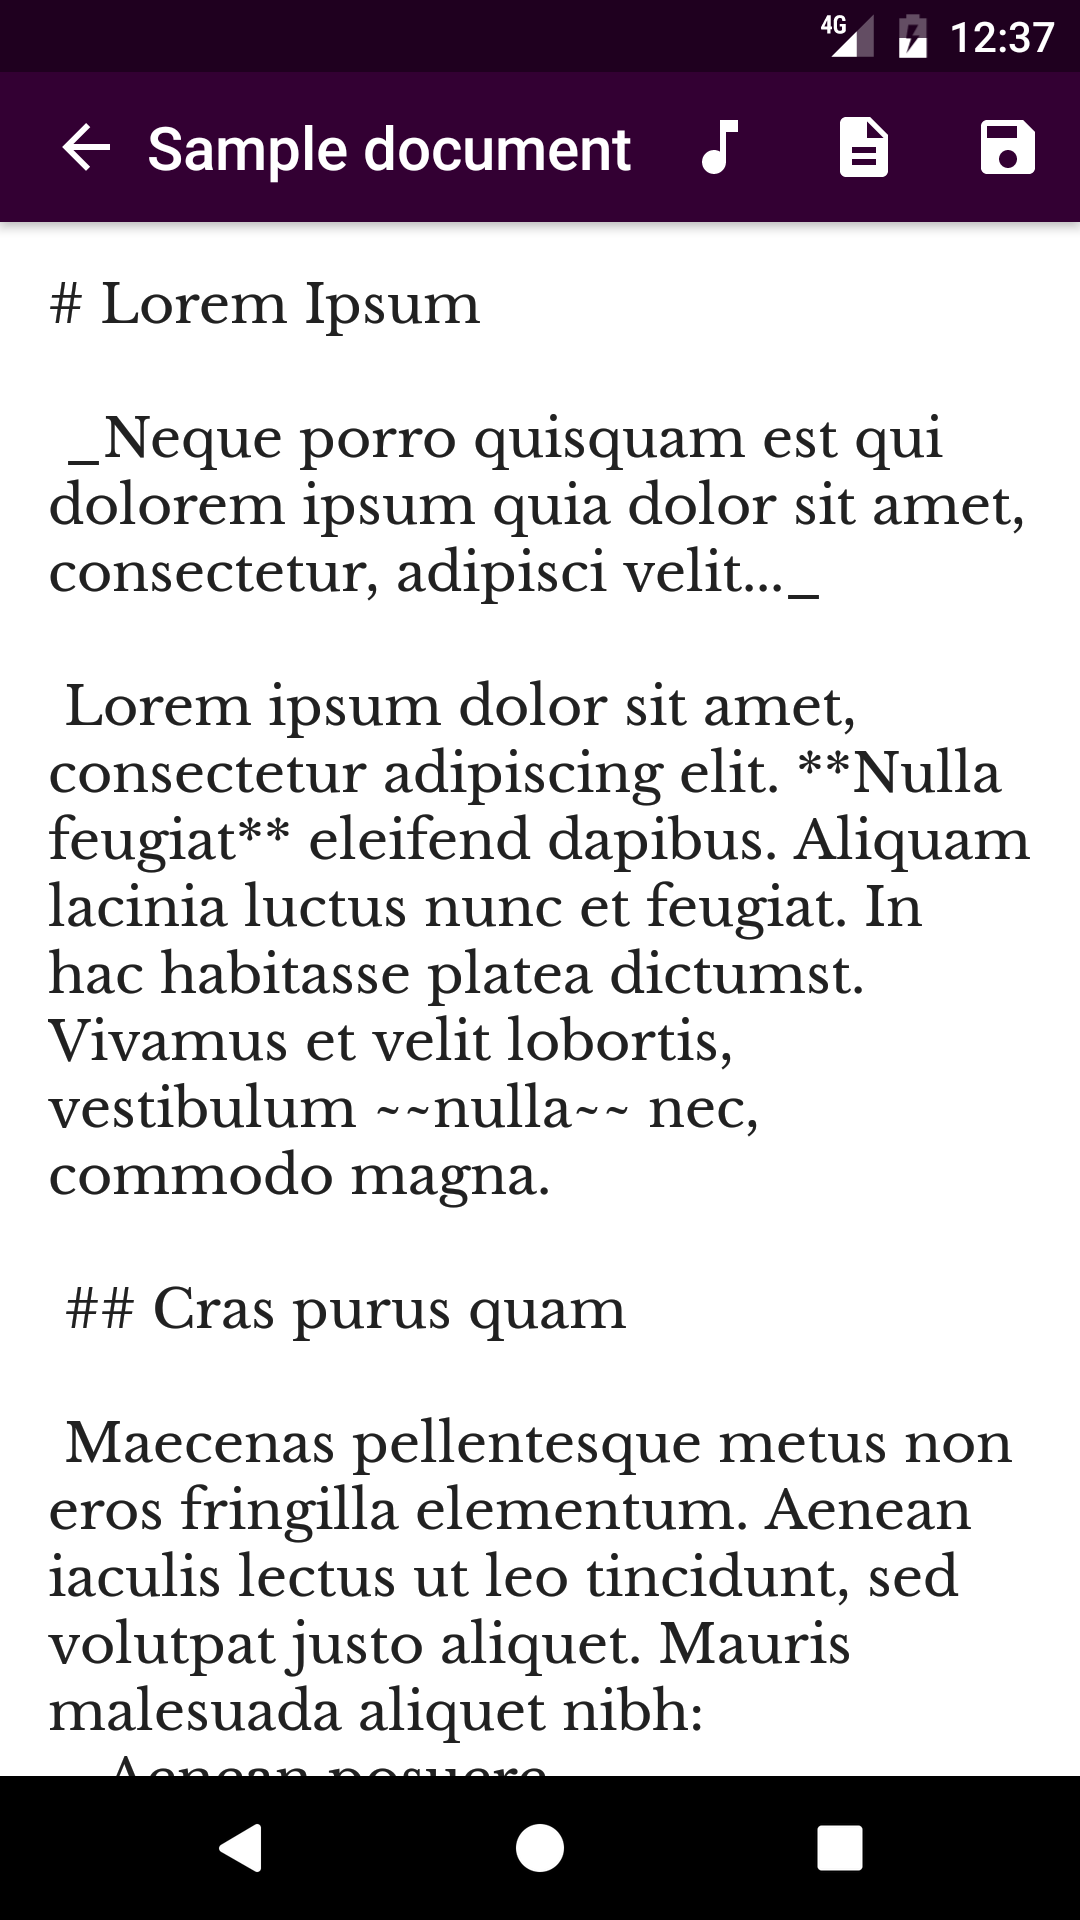 4G 12:37
Sample document
# Lorem Ipsum
_Neque porro quisquam est qui
dolorem ipsum quia dolor sit amet,
consectetur, adipisci velit..._
Lorem ipsum dolor sit amet,
consectetur adipiscing elit. **Nulla
feugiat** eleifend dapibus. Aliquam
lacinia luctus nunc et feugiat. In
hac habitasse platea dictumst.
Vivamus et velit lobortis,
vestibulum ~~nulla~~ nec,
commodo magna.
## Cras purus quam
Maecenas pellentesque metus non
eros fringilla elementum. Aenean
iaculis lectus ut leo tincidunt, sed
volutpat justo aliquet. Mauris
malesuada aliquet nibh:
Aenean posuere